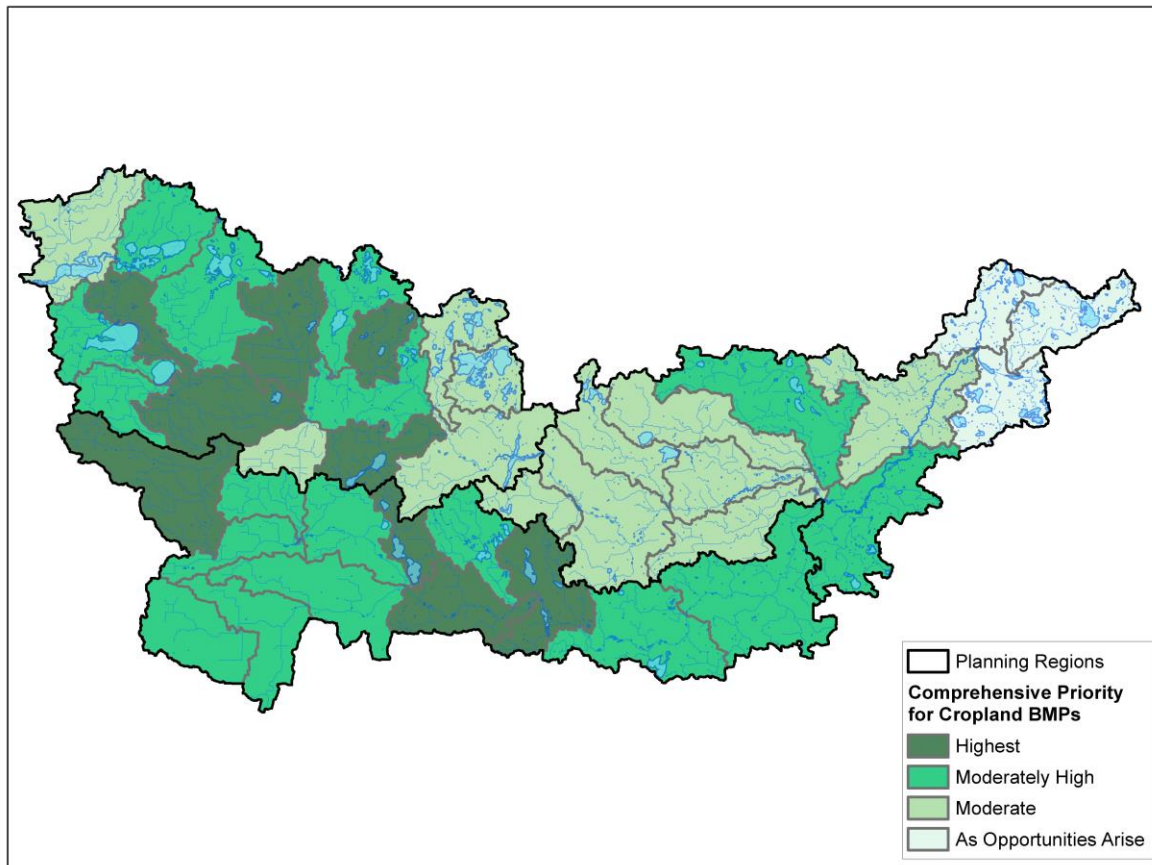 Planning Regions
Comprehensive Priority
for Cropland BMPs
Highest
Moderately High
Moderate
As Opportunities Arise